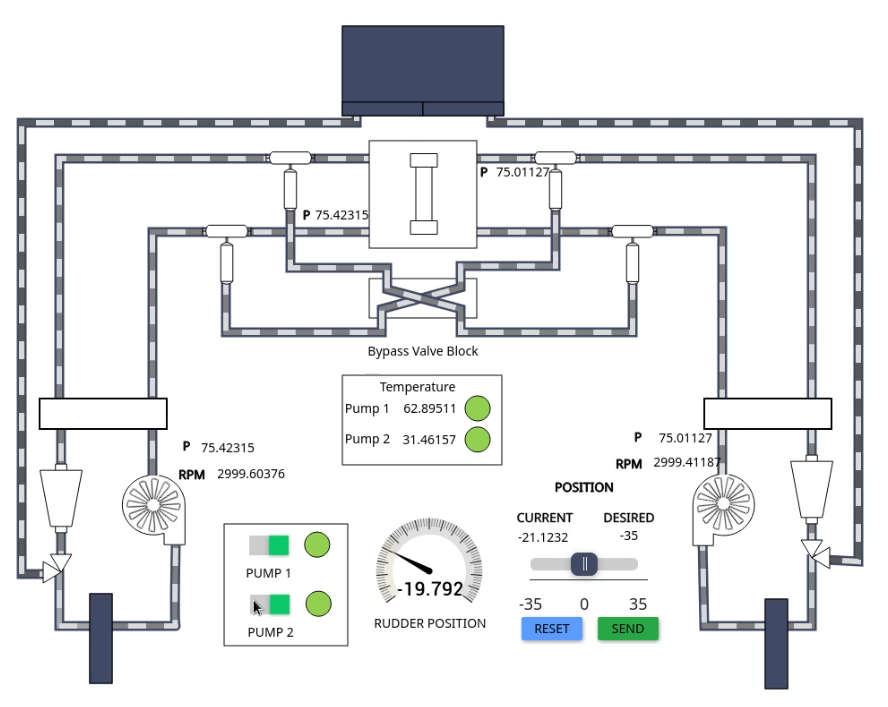 P 75.01127
P 75.42315
Bypass Valve Block
Temperature
Pump 1 62.89511
Pump 2 31.46157
P 75.42315
RPM 2999.60376
P 75.01127
RPM 2999.41187
POSITION
CURRENT DESIRED
-21.1232 -35
PUMP 1
PUMP 2
-19.792
RUDDER POSITION
-35 0 35
RESET SEND